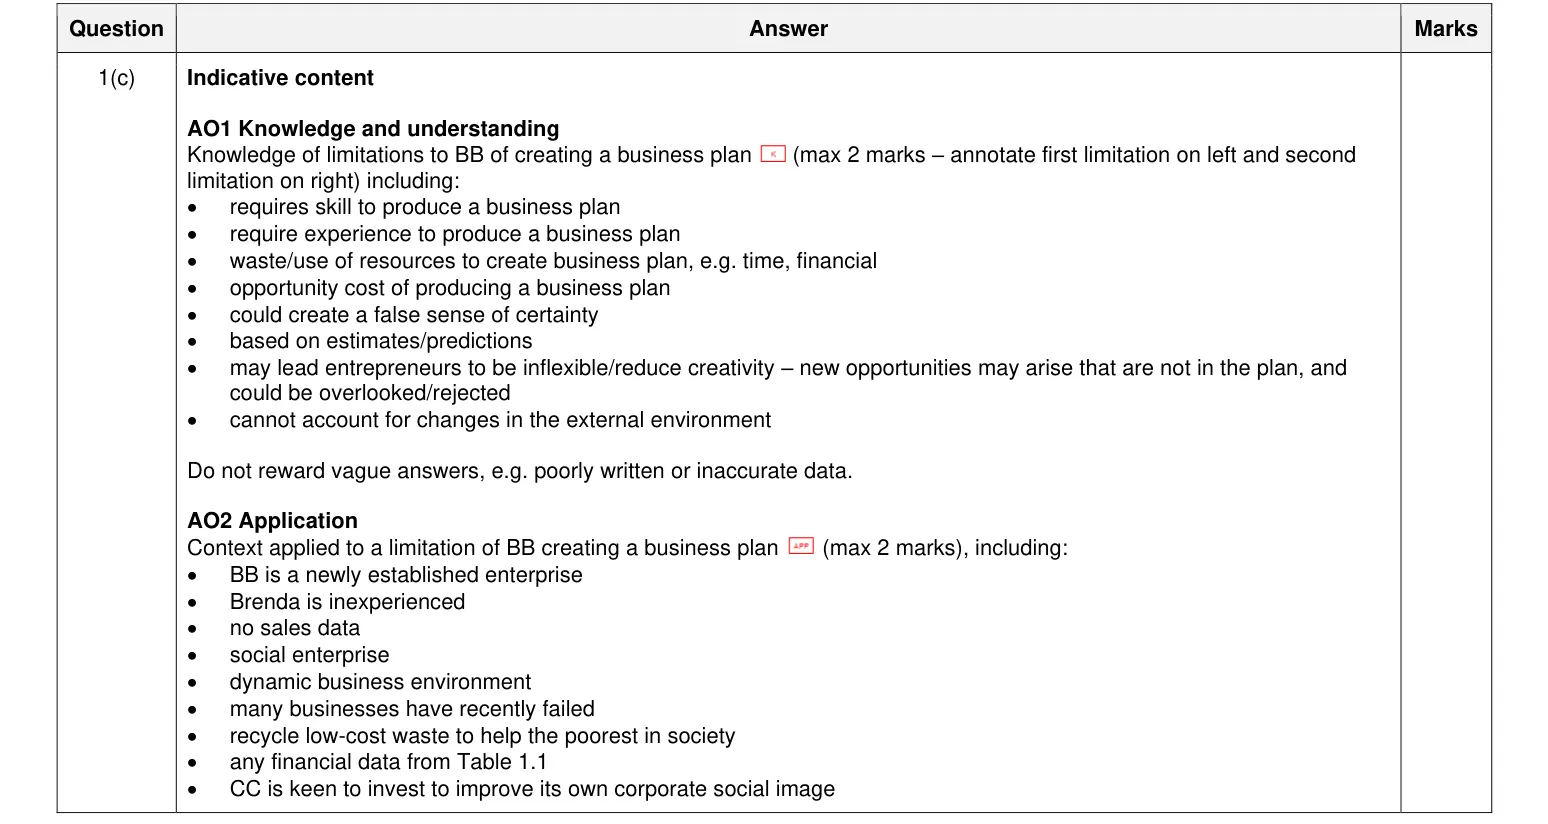 Question Answer Marks
1(c) Indicative content
AO1 Knowledge and understanding
Knowledge of limitations to BB of creating a business plan K (max 2 marks – annotate first limitation on left and second
limitation on right) including:
• requires skill to produce a business plan
• require experience to produce a business plan
• waste/use of resources to create business plan, e.g. time, financial
• opportunity cost of producing a business plan
• could create a false sense of certainty
• based on estimates/predictions
• may lead entrepreneurs to be inflexible/reduce creativity – new opportunities may arise that are not in the plan, and
could be overlooked/rejected
• cannot account for changes in the external environment
Do not reward vague answers, e.g. poorly written or inaccurate data.
AO2 Application
Context applied to a limitation of BB creating a business plan APP (max 2 marks), including:
• BB is a newly established enterprise
• Brenda is inexperienced
• no sales data
• social enterprise
• dynamic business environment
• many businesses have recently failed
• recycle low-cost waste to help the poorest in society
• any financial data from Table 1.1
• CC is keen to invest to improve its own corporate social image